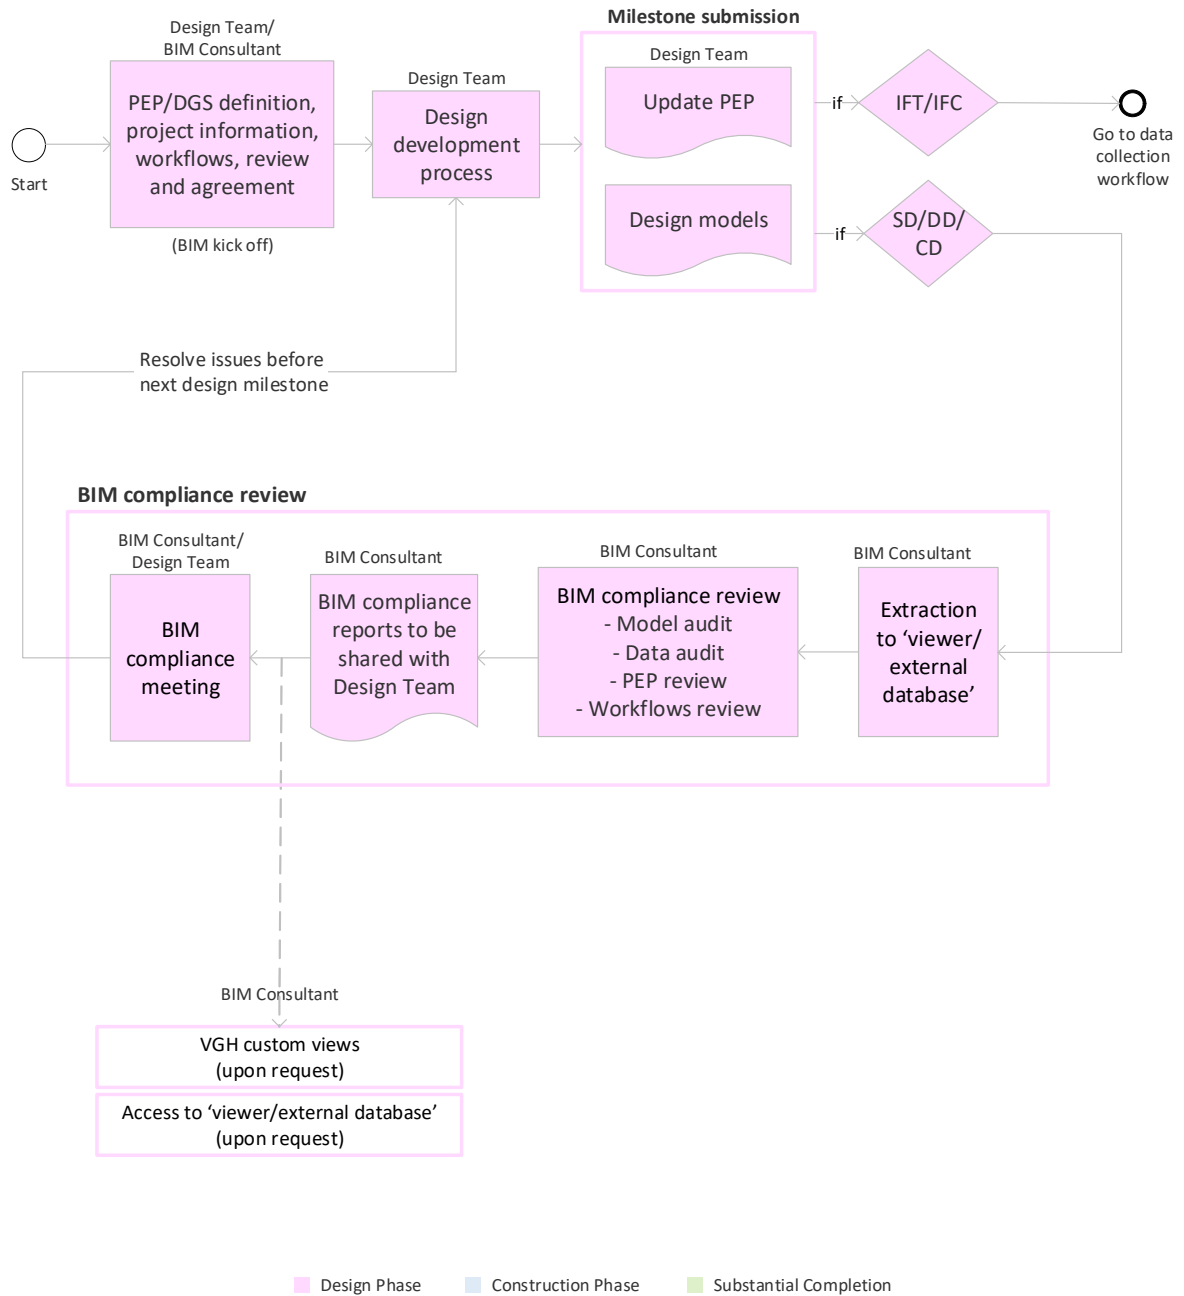 Milestone submission
Design Team/
BIM Consultant
PEP/DGS definition,
project information,
workflows, review
and agreement
(BIM kick off)
Start
Design Team
Design
development
process
Design Team
Update PEP
Design models
if
IFT/IFC
Go to data
collection
workflow
if
SD/DD/
CD
Resolve issues before
next design milestone
BIM compliance review
BIM Consultant/
Design Team
BIM
compliance
meeting
BIM Consultant
BIM compliance
reports to be
shared with
Design Team
BIM Consultant
BIM compliance review
- Model audit
- Data audit
- PEP review
- Workflows review
BIM Consultant
Extraction
to ‘viewer/
external
database’
BIM Consultant
VGH custom views
(upon request)
Access to ‘viewer/external database’
(upon request)
Design Phase
Construction Phase
Substantial Completion